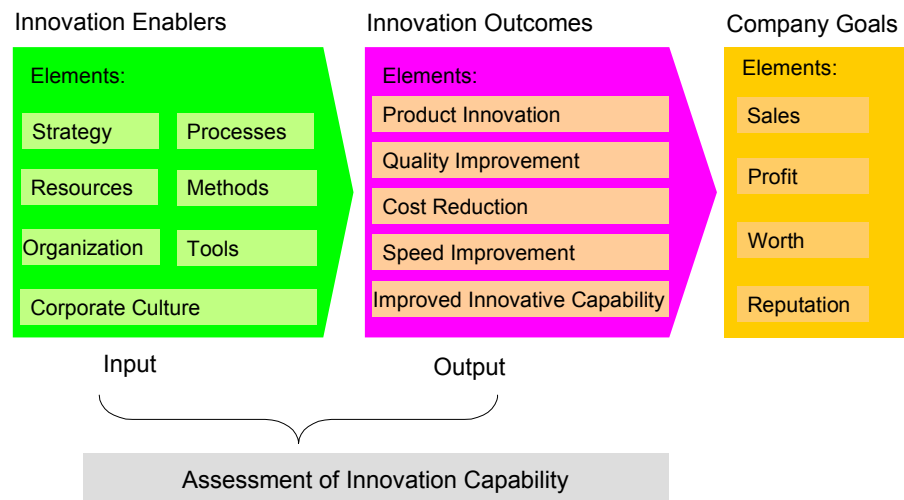 Innovation Enablers
Elements:
Strategy
Processes
Resources
Methods
Organization
Tools
Corporate Culture
Input
Innovation Outcomes
Elements:
Product Innovation
Quality Improvement
Cost Reduction
Speed Improvement
Improved Innovative Capability
Output
Company Goals
Elements:
Sales
Profit
Worth
Reputation
Assessment of Innovation Capability